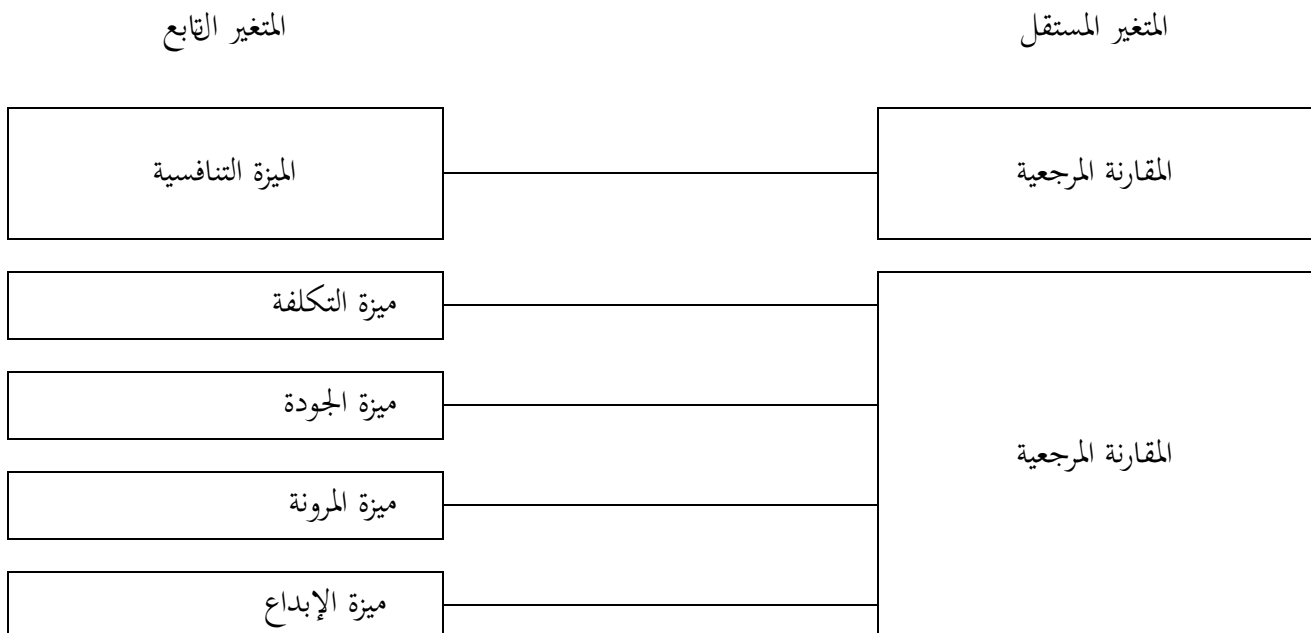 المتغير المستقل
المتغير التابع
المقارنة المرجعية
الميزة التنافسية
المقارنة المرجعية
ميزة التكلفة
ميزة الجودة
ميزة المرونة
ميزة الإبداع